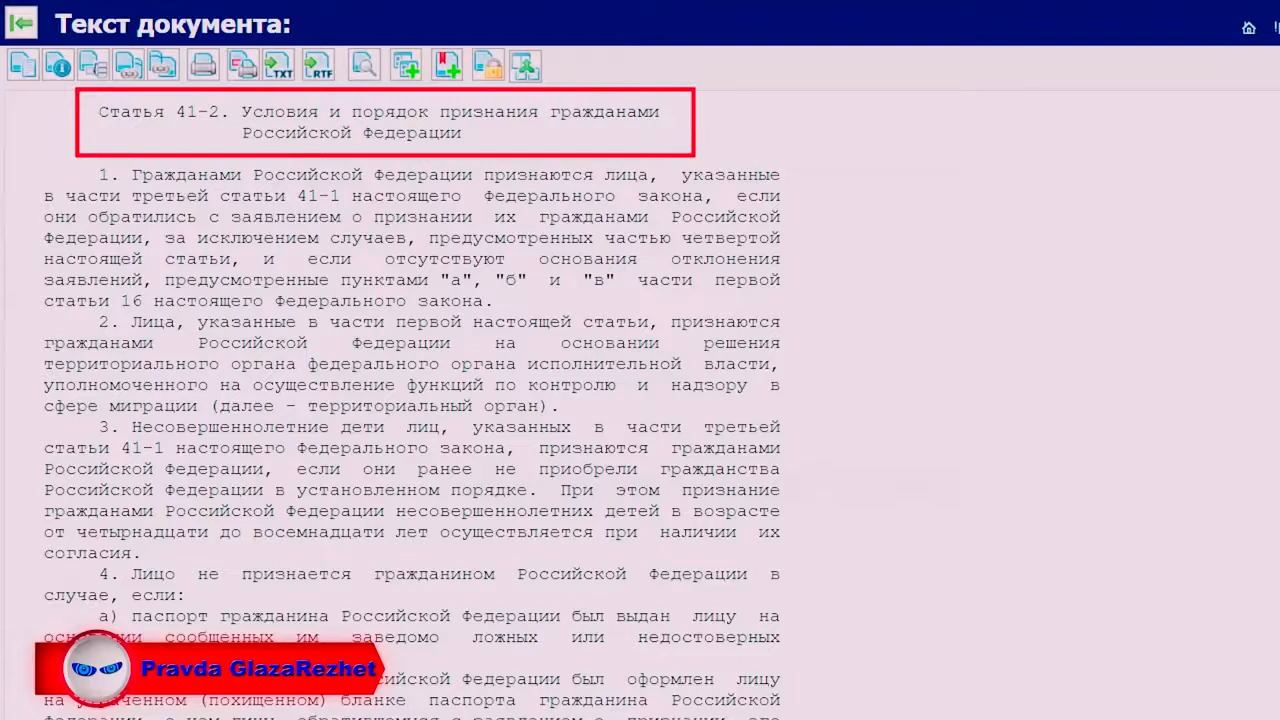 Текст документа:
TXT
RTF
Статья 41-2. Условия и порядок признания гражданами
Российской Федерации
1. Гражданами Российской Федерации признаются лица, указанные
в части третьей статьи 41-1 настоящего Федерального закона, если
они обратились с заявлением о признании их гражданами Российской
Федерации, за исключением случаев, предусмотренных частью четвертой
настоящей статьи, и если отсутствуют основания отклонения
заявлений, предусмотренные пунктами "а", "б" и "в" части первой
статьи 16 настоящего Федерального закона.
2. Лица, указанные в части первой настоящей статьи, признаются
гражданами Российской Федерации на основании решения
территориального органа федерального органа исполнительной власти,
уполномоченного на осуществление функций по контролю и надзору в
сфере миграции (далее - территориальный орган).
3. Несовершеннолетние дети лиц, указанных в части третьей
статьи 41-1 настоящего Федерального закона, признаются гражданами
Российской Федерации, если они ранее не приобрели гражданства
Российской Федерации в установленном порядке. При этом признание
гражданами Российской Федерации несовершеннолетних детей в возрасте
от четырнадцати до восемнадцати лет осуществляется при наличии их
согласия.
4. Лицо не признается гражданином Российской Федерации в
случае, если:
а) паспорт гражданина Российской Федерации был выдан лицу на
сообщенных им заведомо ложных или недостоверных
Pravda GlazaRezhet
Федерации был оформлен лицу
на (похищенном) бланке паспорта гражданина Российской